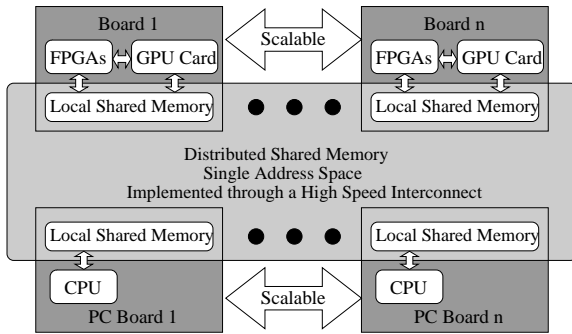 Board 1
Scalable
Board n
FPGAs
GPU Card
FPGAs
GPU Card
Local Shared Memory
Local Shared Memory
Distributed Shared Memory
Single Address Space
Implemented through a High Speed Interconnect
Local Shared Memory
Local Shared Memory
CPU
CPU
Scalable
PC Board 1
PC Board n